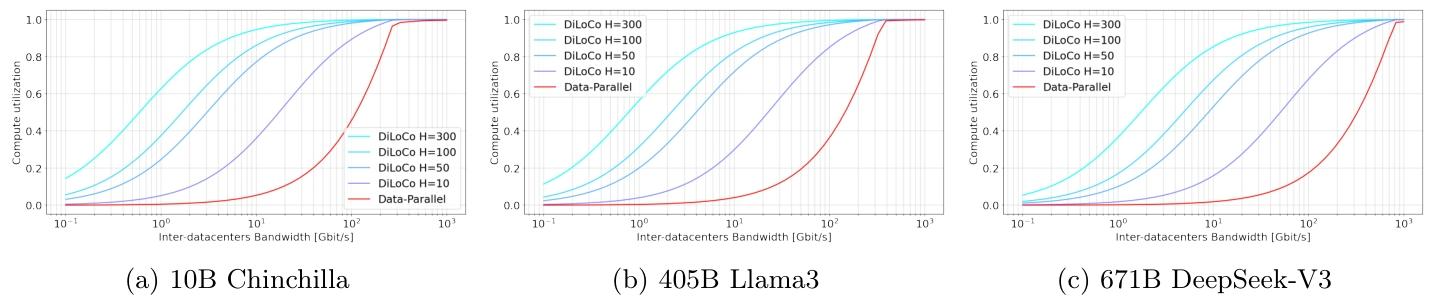 1.0
0.8
0.6
0.4
0.2
0.0
Compute utilization
DiLoCo H=300
DiLoCo H=100
DiLoCo H=50
DiLoCo H=10
Data-Parallel
10⁻¹ 10⁰ 10¹ 10² 10³
Inter-datacenters Bandwidth [Gbit/s]
(a) 10B Chinchilla
1.0
0.8
0.6
0.4
0.2
0.0
Compute utilization
DiLoCo H=300
DiLoCo H=100
DiLoCo H=50
DiLoCo H=10
Data-Parallel
10⁻¹ 10⁰ 10¹ 10² 10³
Inter-datacenters Bandwidth [Gbit/s]
(b) 405B Llama3
1.0
0.8
0.6
0.4
0.2
0.0
Compute utilization
DiLoCo H=300
DiLoCo H=100
DiLoCo H=50
DiLoCo H=10
Data-Parallel
10⁻¹ 10⁰ 10¹ 10² 10³
Inter-datacenters Bandwidth [Gbit/s]
(c) 671B DeepSeek-V3